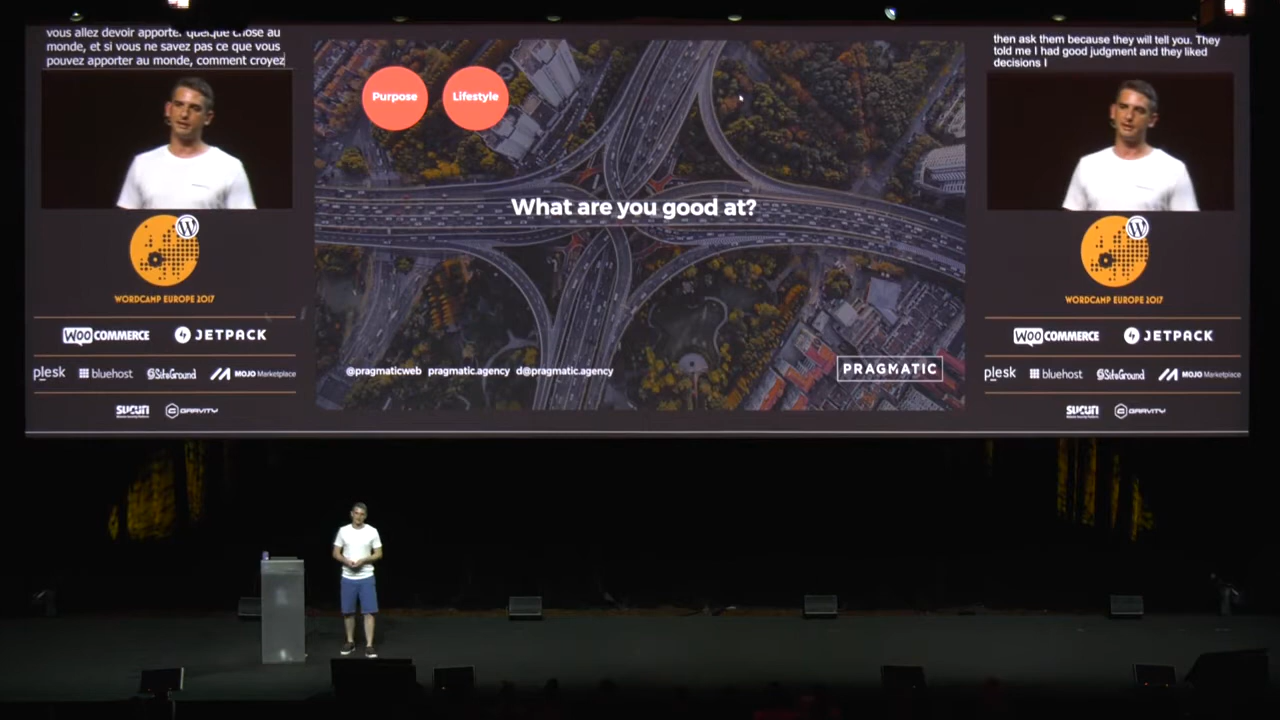 vous allez devoir apporter quelque chose au
monde, et si vous ne savez pas ce que vous
pouvez apporter au monde, comment croyez
WORDCAMP EUROPE 2017
WOO COMMERCE JETPACK
plesk bluehost SiteGround MOJO Marketplace
SUCURI GRAVITY
Purpose Lifestyle
What are you good at?
@pragmaticweb pragmatic.agency d@pragmatic.agency
PRAGMATIC
then ask them because they will tell you. They
told me I had good judgment and they liked
decisions I
WORDCAMP EUROPE 2017
WOO COMMERCE JETPACK
plesk bluehost SiteGround MOJO Marketplace
SUCURI GRAVITY